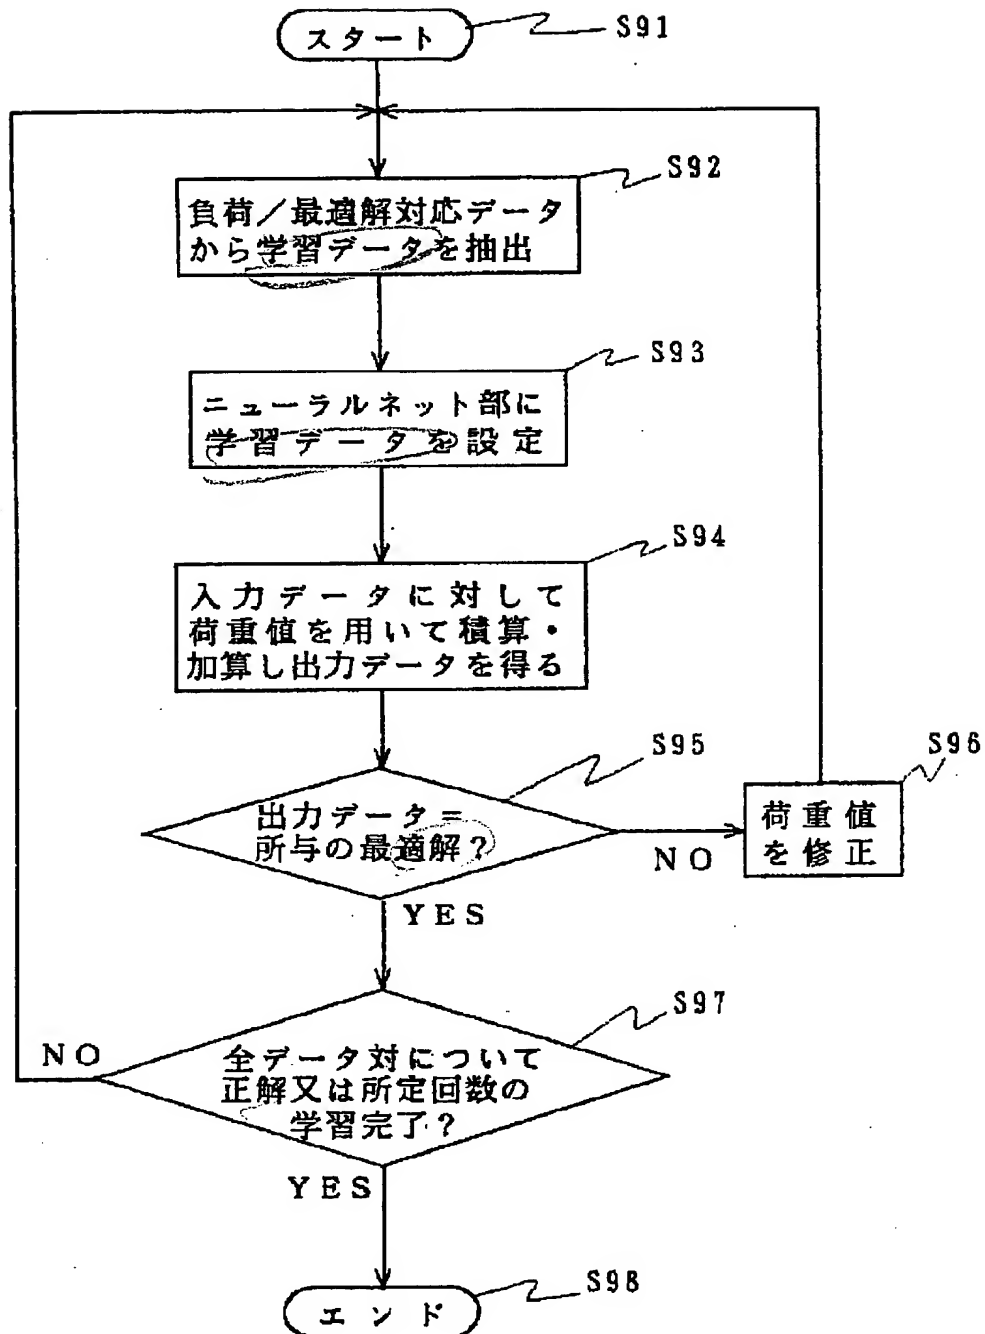 スタート
S91
S92
負荷／最適解対応データ
から学習データを抽出
S93
ニューラルネット部に
学習データを設定
S94
入力データに対して
荷重値を用いて積算・
加算し出力データを得る
S95
出力データ＝
所与の最適解？
NO
S96
荷重値
を修正
YES
S97
全データ対について
正解又は所定回数の
学習完了？
NO
YES
S98
エンド